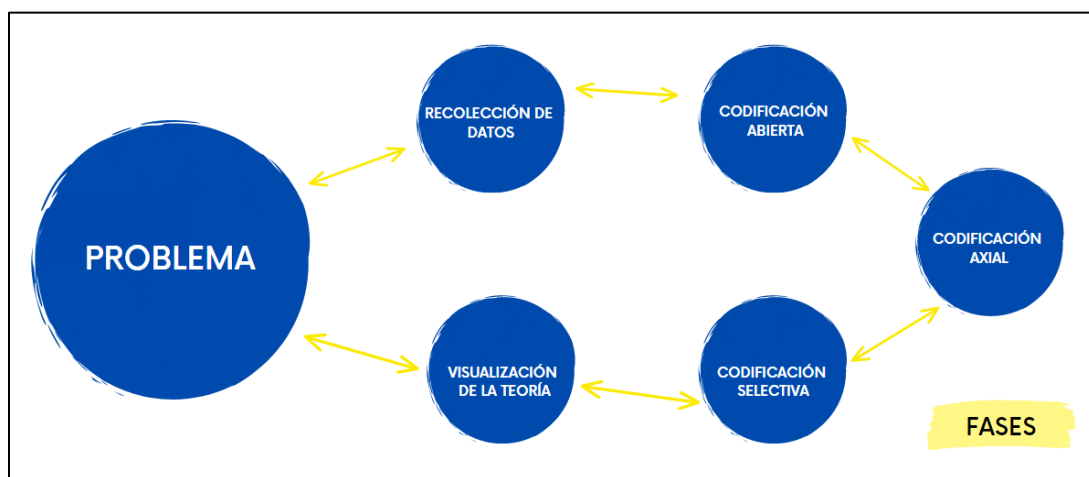 PROBLEMA
RECOLECCIÓN DE
DATOS
CODIFICACIÓN
ABIERTA
CODIFICACIÓN
AXIAL
CODIFICACIÓN
SELECTIVA
VISUALIZACIÓN
DE LA TEORÍA
FASES